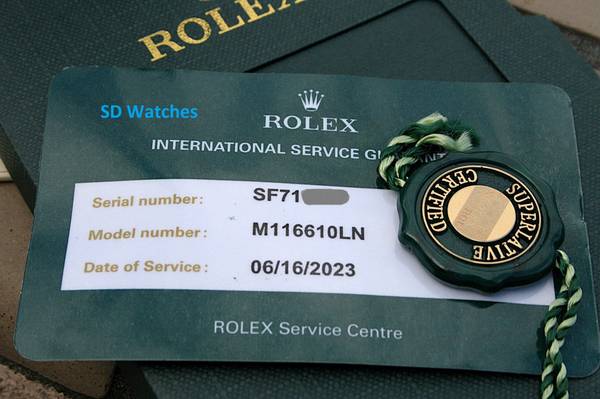 ROLEX
SD Watches
ROLEX
INTERNATIONAL SERVICE
Serial number: SF71
Model number: M116610LN
Date of Service: 06/16/2023
SUPERLATIVE
CERTIFIED
ROLEX Service Centre